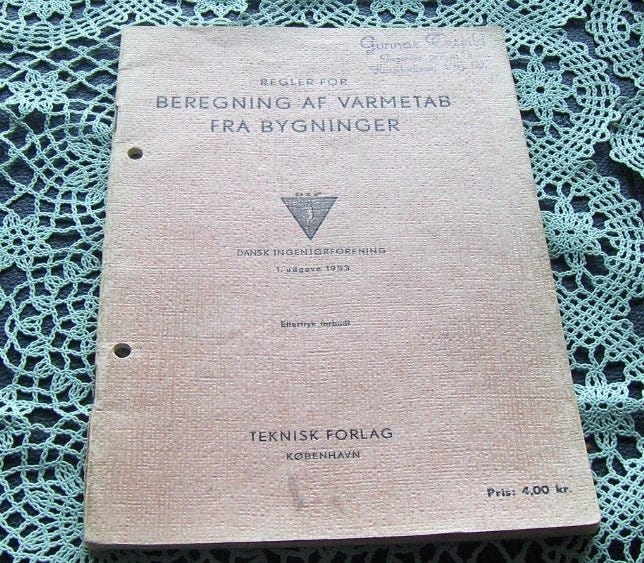 Gunnar
REGLER FOR
BEREGNING AF VARMETAB
FRA BYGNINGER
DIF
DANSK INGENIØRFORENING
1. udgave 1953
Eftertryk forbudt
TEKNISK FORLAG
KØBENHAVN
Pris: 4,00 kr.